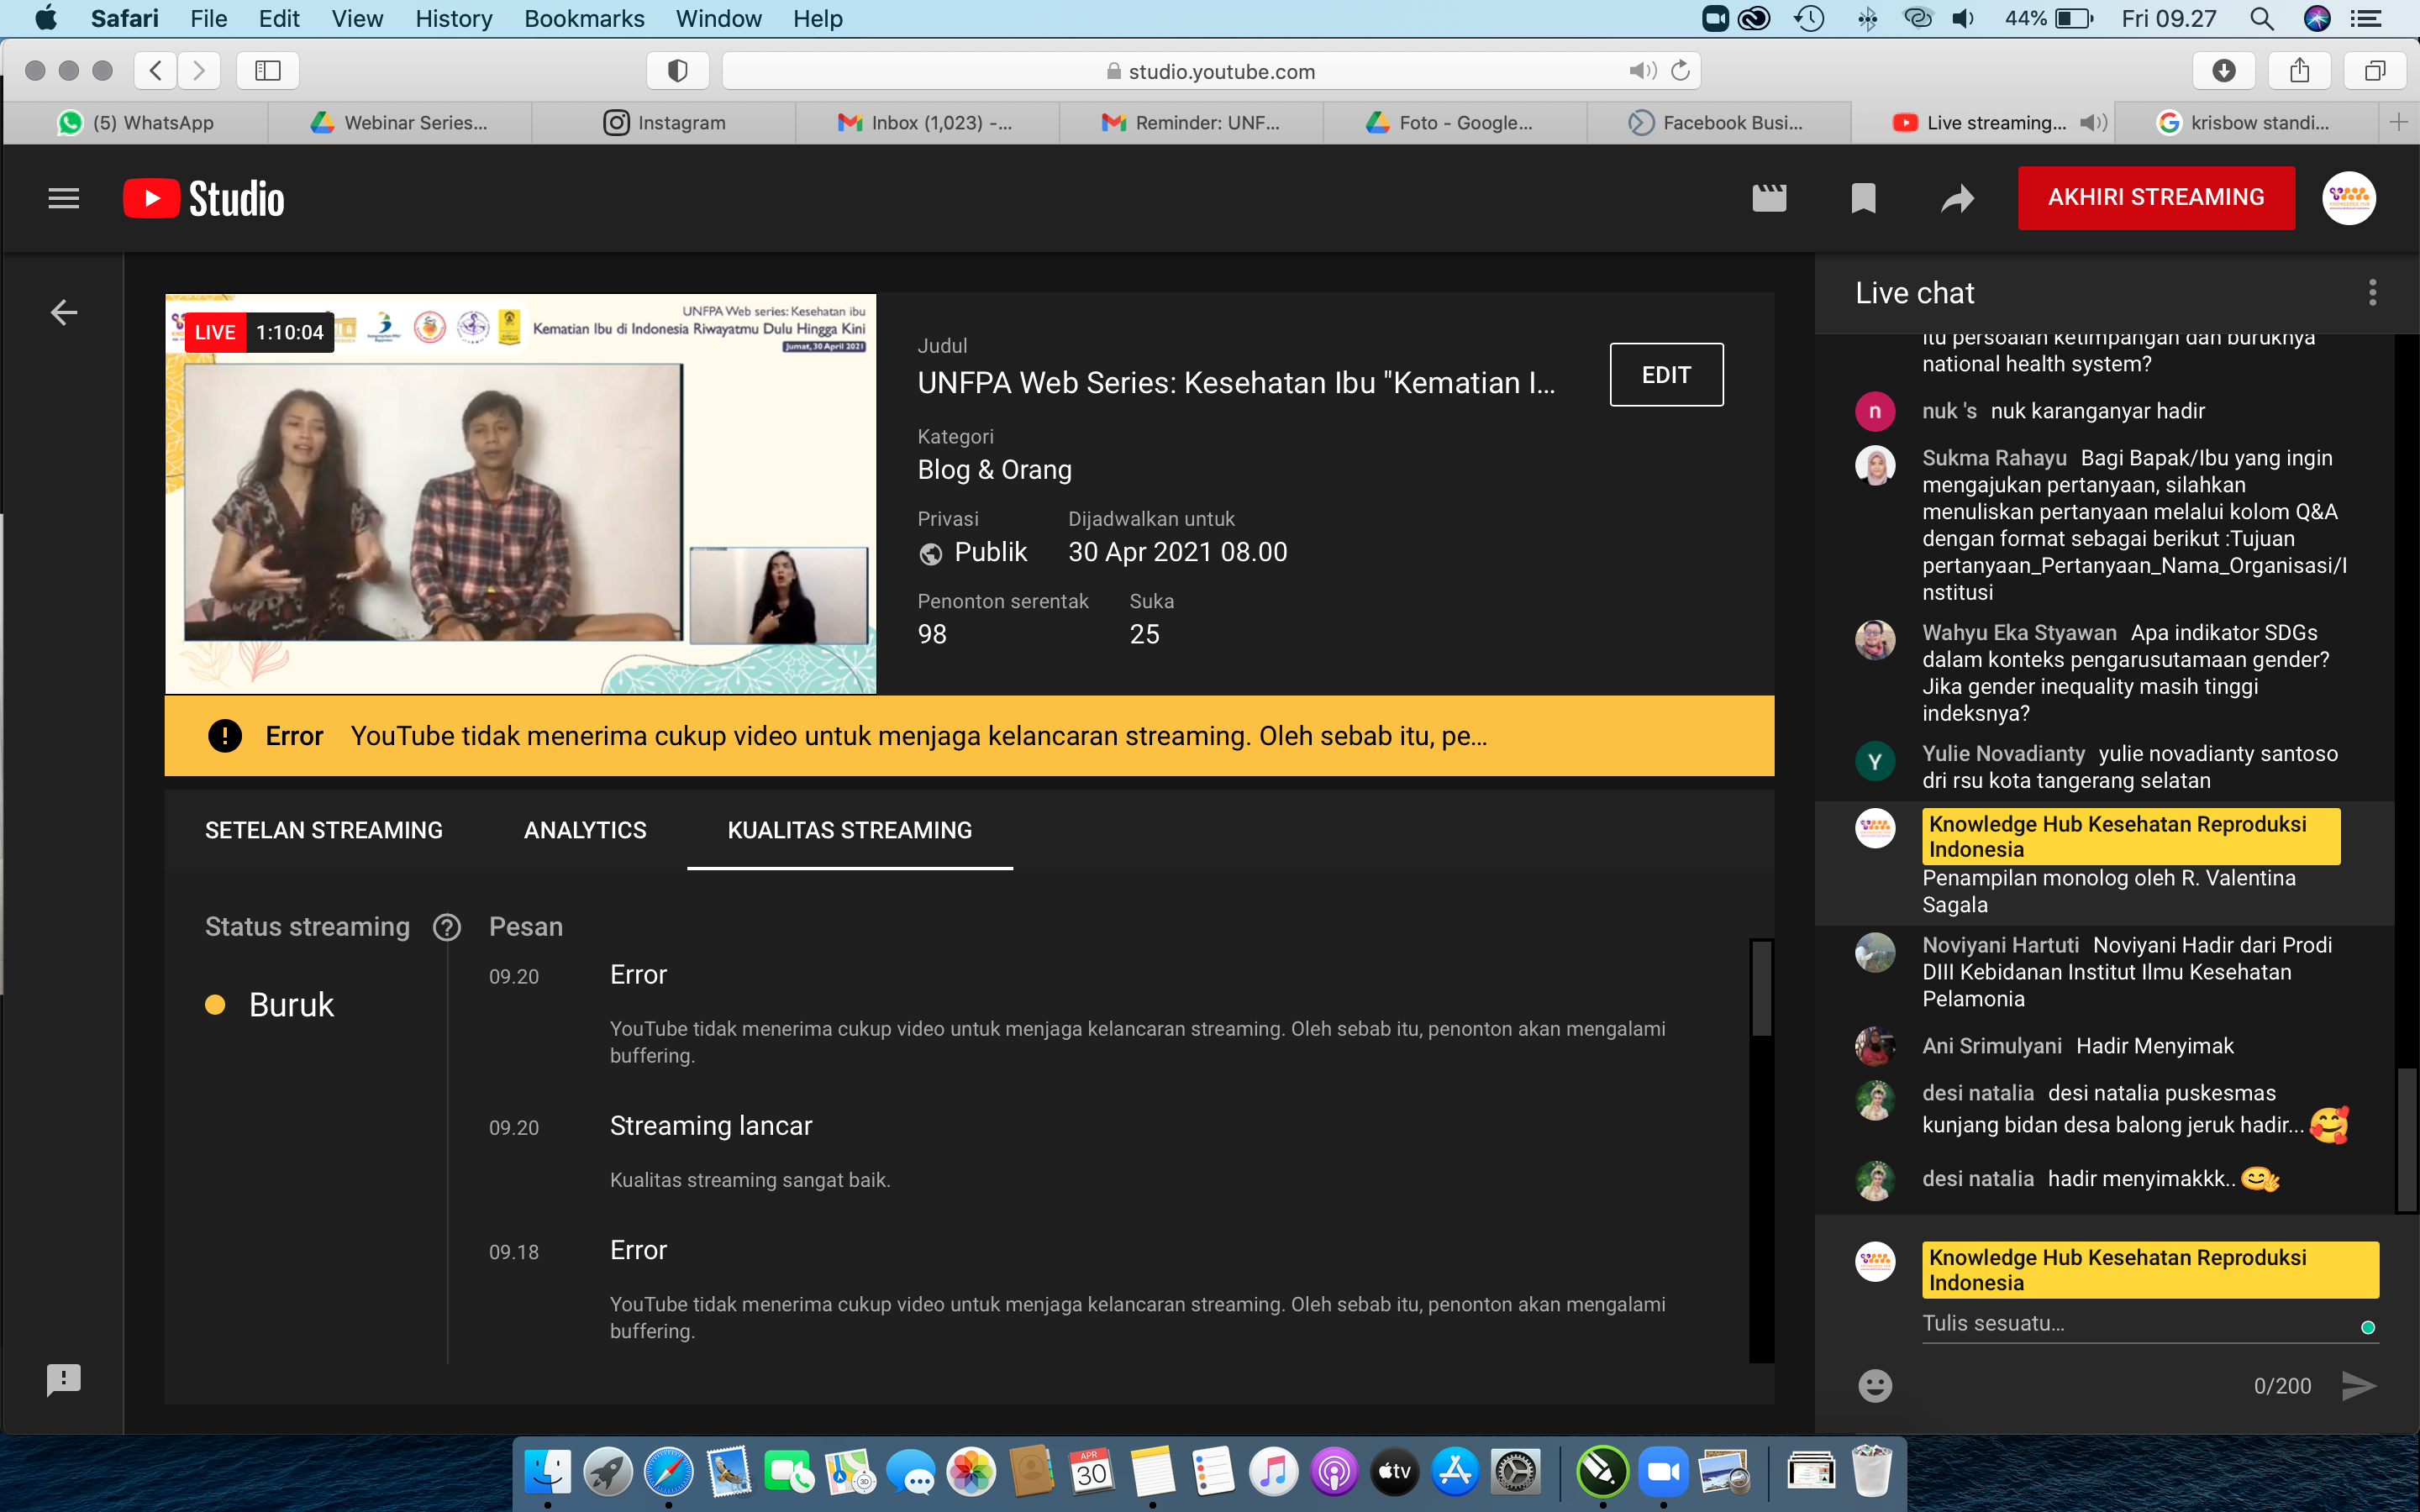 Safari File Edit View History Bookmarks Window Help 44% Fri 09.27
studio.youtube.com
(5) WhatsApp Webinar Series... Instagram Inbox (1,023) -... Reminder: UNF... Foto - Google... Facebook Busi... Live streaming... krisbow standi...
Studio
AKHIRI STREAMING
LIVE 1:10:04
UNFPA Web series: Kesehatan ibu
Kematian Ibu di Indonesia Riwayatmu Dulu Hingga Kini
Jumat, 30 April 2021
Judul
UNFPA Web Series: Kesehatan Ibu "Kematian I...
EDIT
Kategori
Blog & Orang
Privasi Dijadwalkan untuk
Publik 30 Apr 2021 08.00
Penonton serentak Suka
98 25
Error YouTube tidak menerima cukup video untuk menjaga kelancaran streaming. Oleh sebab itu, pe...
SETELAN STREAMING ANALYTICS KUALITAS STREAMING
Status streaming ? Pesan
Buruk
09.20 Error
YouTube tidak menerima cukup video untuk menjaga kelancaran streaming. Oleh sebab itu, penonton akan mengalami
buffering.
09.20 Streaming lancar
Kualitas streaming sangat baik.
09.18 Error
YouTube tidak menerima cukup video untuk menjaga kelancaran streaming. Oleh sebab itu, penonton akan mengalami
buffering.
Live chat
itu persoalan ketimpangan dan buruknya
national health system?
n nuk 's nuk karanganyar hadir
Sukma Rahayu Bagi Bapak/Ibu yang ingin
mengajukan pertanyaan, silahkan
menuliskan pertanyaan melalui kolom Q&A
dengan format sebagai berikut :Tujuan
pertanyaan_Pertanyaan_Nama_Organisasi/I
nstitusi
Wahyu Eka Styawan Apa indikator SDGs
dalam konteks pengarusutamaan gender?
Jika gender inequality masih tinggi
indeksnya?
Y Yulie Novadianty yulie novadianty santoso
dri rsu kota tangerang selatan
Knowledge Hub Kesehatan Reproduksi
Indonesia
Penampilan monolog oleh R. Valentina
Sagala
Noviyani Hartuti Noviyani Hadir dari Prodi
DIII Kebidanan Institut Ilmu Kesehatan
Pelamonia
Ani Srimulyani Hadir Menyimak
desi natalia desi natalia puskesmas
kunjang bidan desa balong jeruk hadir...🥰
desi natalia hadir menyimakkk..
Knowledge Hub Kesehatan Reproduksi
Indonesia
Tulis sesuatu...
0/200
APR
30
tv